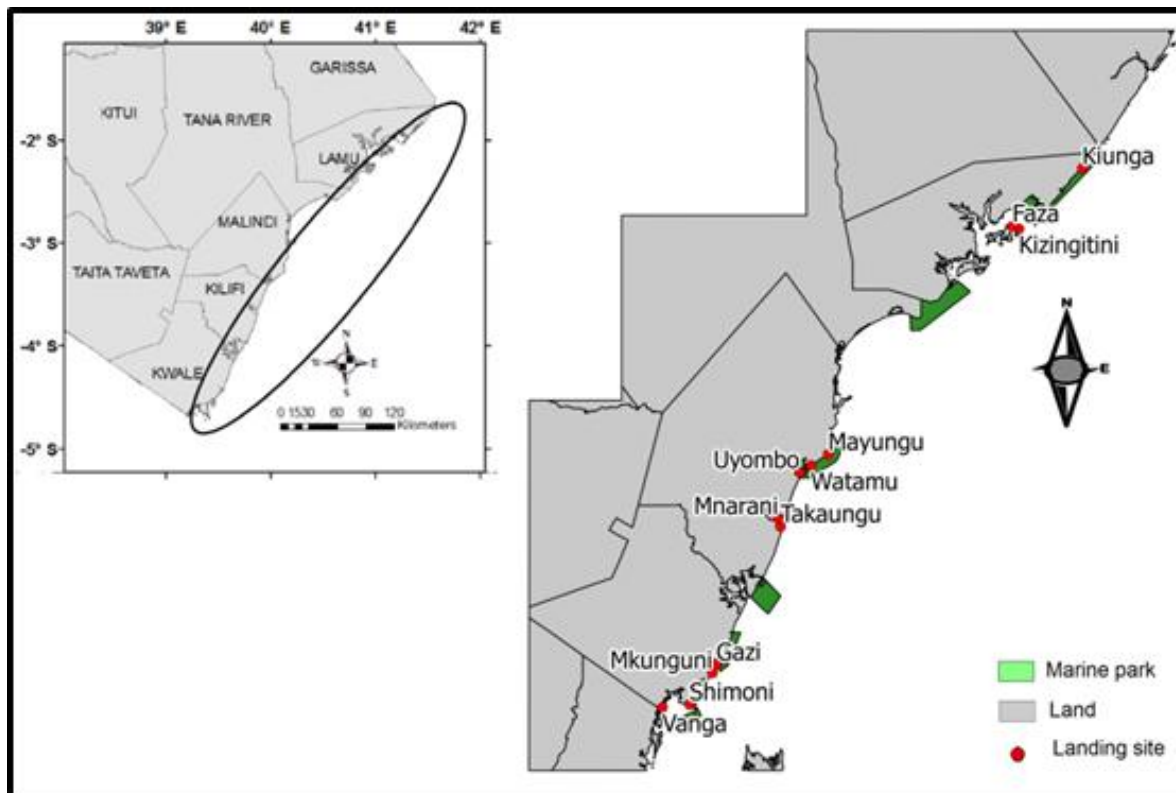 39° E 40° E 41° E 42° E
GARISSA
KITUI
TANA RIVER
-2° S
LAMU
MALINDI
-3° S
TAITA TAVETA
KILIFI
-4° S
KWALE
N
E
S
0 1530 60 90 120
Kilometers
-5° S
Kiunga
Faza
Kizingitini
N
E
Mayungu
Uyombo
Watamu
Mnarani
Takaungu
Gazi
Mkunguni
Shimoni
Vanga
Marine park
Land
Landing site